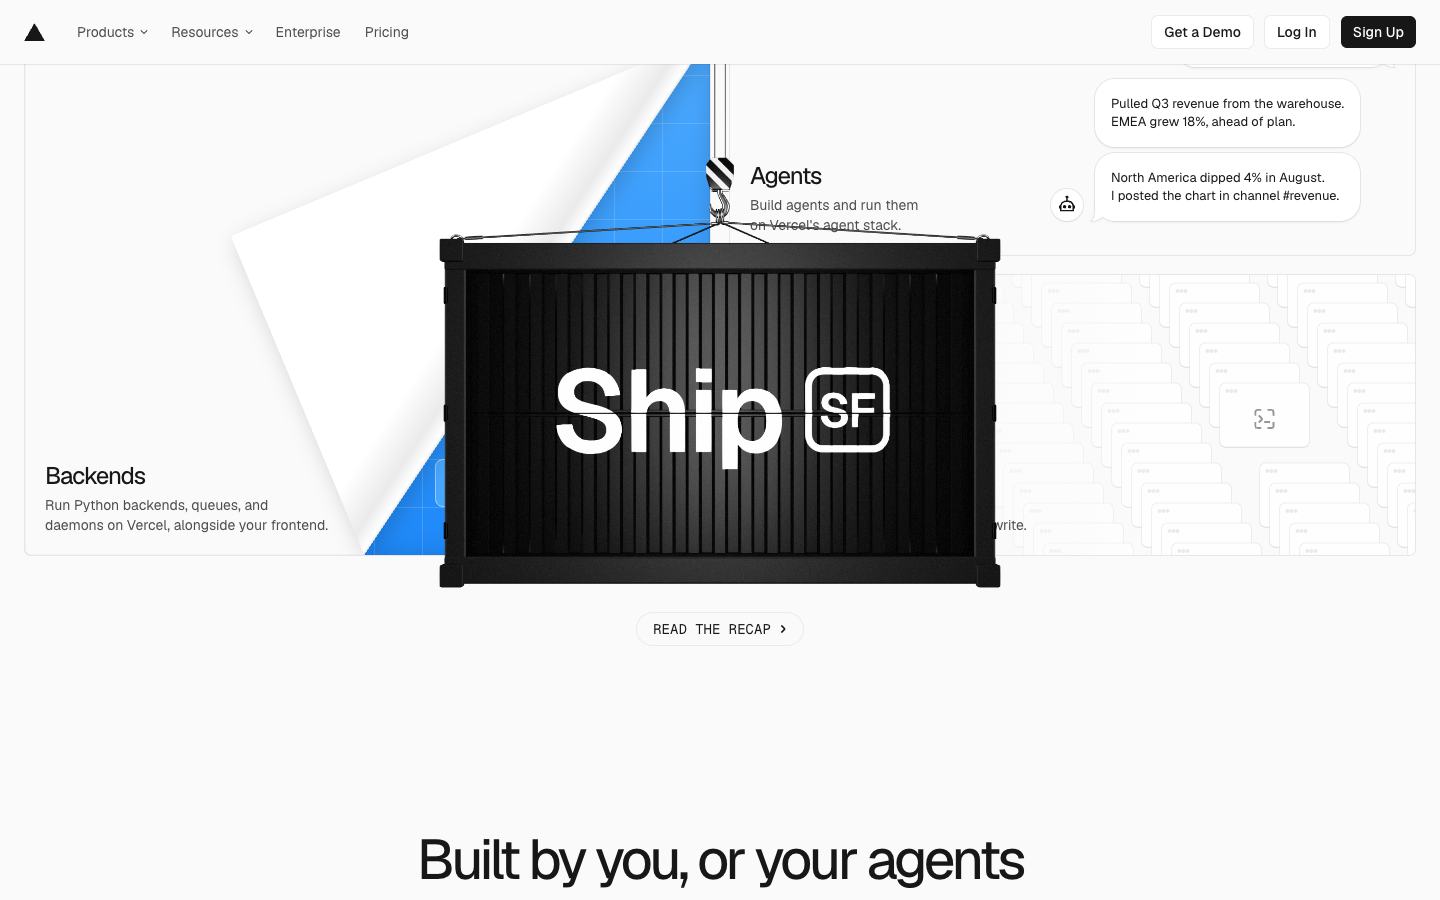 Products
Resources
Enterprise
Pricing
Get a Demo
Log In
Sign Up
Pulled Q3 revenue from the warehouse.
EMEA grew 18%, ahead of plan.
North America dipped 4% in August.
I posted the chart in channel #revenue.
Agents
Build agents and run them
on Vercel's agent stack.
Ship SF
Backends
Run Python backends, queues, and
daemons on Vercel, alongside your frontend.
READ THE RECAP
Built by you, or your agents